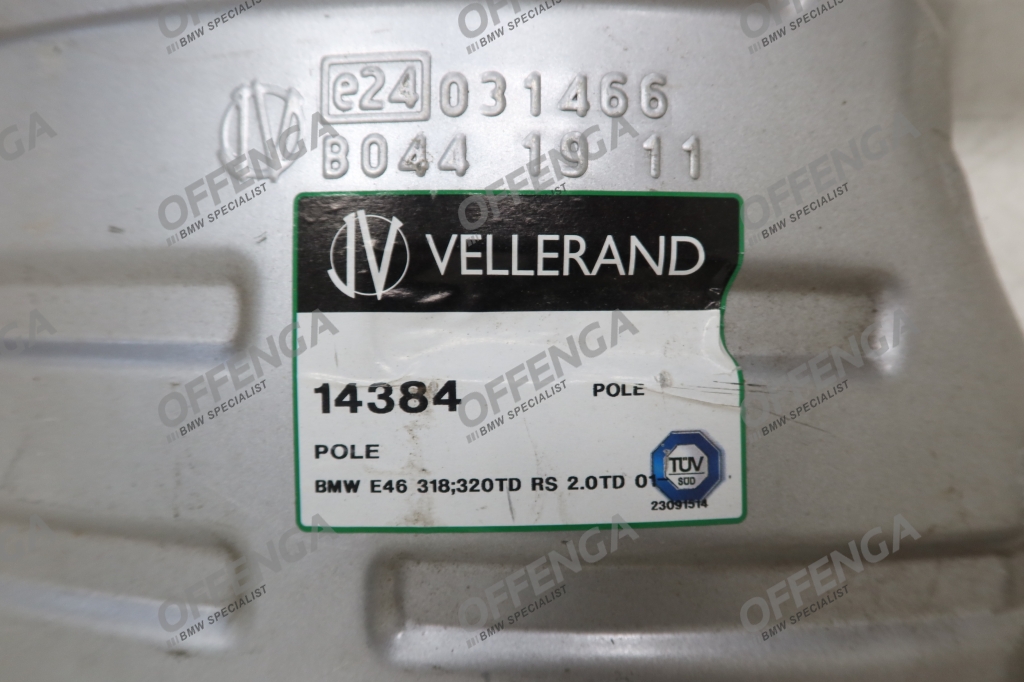 e24 031466
B044 19 11
JV VELLERAND
14384 POLE
POLE
BMW E46 318;320TD RS 2.0TD 01-
TÜV
SÜD
23091514
OFFENGA
BMW SPECIALIST